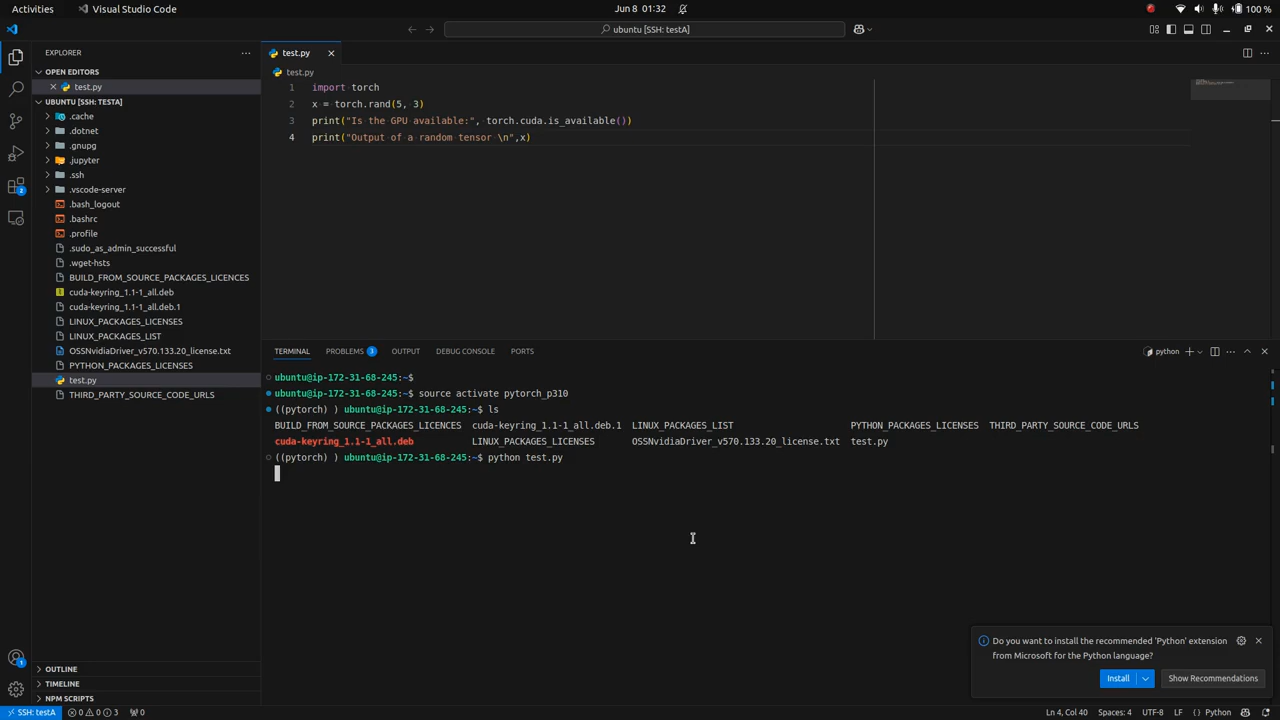 Activities
Visual Studio Code
Jun 8 01:32
100 %
ubuntu [SSH: testA]
EXPLORER
OPEN EDITORS
test.py
UBUNTU [SSH: TESTA]
.cache
.dotnet
.gnupg
.jupyter
.ssh
.vscode-server
.bash_logout
.bashrc
.profile
.sudo_as_admin_successful
.wget-hsts
BUILD_FROM_SOURCE_PACKAGES_LICENCES
cuda-keyring_1.1-1_all.deb
cuda-keyring_1.1-1_all.deb.1
LINUX_PACKAGES_LICENSES
LINUX_PACKAGES_LIST
OSSNvidiaDriver_v570.133.20_license.txt
PYTHON_PACKAGES_LICENSES
test.py
THIRD_PARTY_SOURCE_CODE_URLS
OUTLINE
TIMELINE
NPM SCRIPTS
2
1
test.py
test.py
1 import torch
2 x = torch.rand(5, 3)
3 print("Is the GPU available:", torch.cuda.is_available())
4 print("Output of a random tensor \n",x)
TERMINAL PROBLEMS 3 OUTPUT DEBUG CONSOLE PORTS
python
ubuntu@ip-172-31-68-245:~$
ubuntu@ip-172-31-68-245:~$ source activate pytorch_p310
((pytorch) ) ubuntu@ip-172-31-68-245:~$ ls
BUILD_FROM_SOURCE_PACKAGES_LICENCES cuda-keyring_1.1-1_all.deb.1 LINUX_PACKAGES_LIST PYTHON_PACKAGES_LICENSES THIRD_PARTY_SOURCE_CODE_URLS
cuda-keyring_1.1-1_all.deb LINUX_PACKAGES_LICENSES OSSNvidiaDriver_v570.133.20_license.txt test.py
((pytorch) ) ubuntu@ip-172-31-68-245:~$ python test.py
Do you want to install the recommended 'Python' extension
from Microsoft for the Python language?
Install
Show Recommendations
SSH: testA
0 0 3
0
Ln 4, Col 40
Spaces: 4
UTF-8
LF
{ } Python